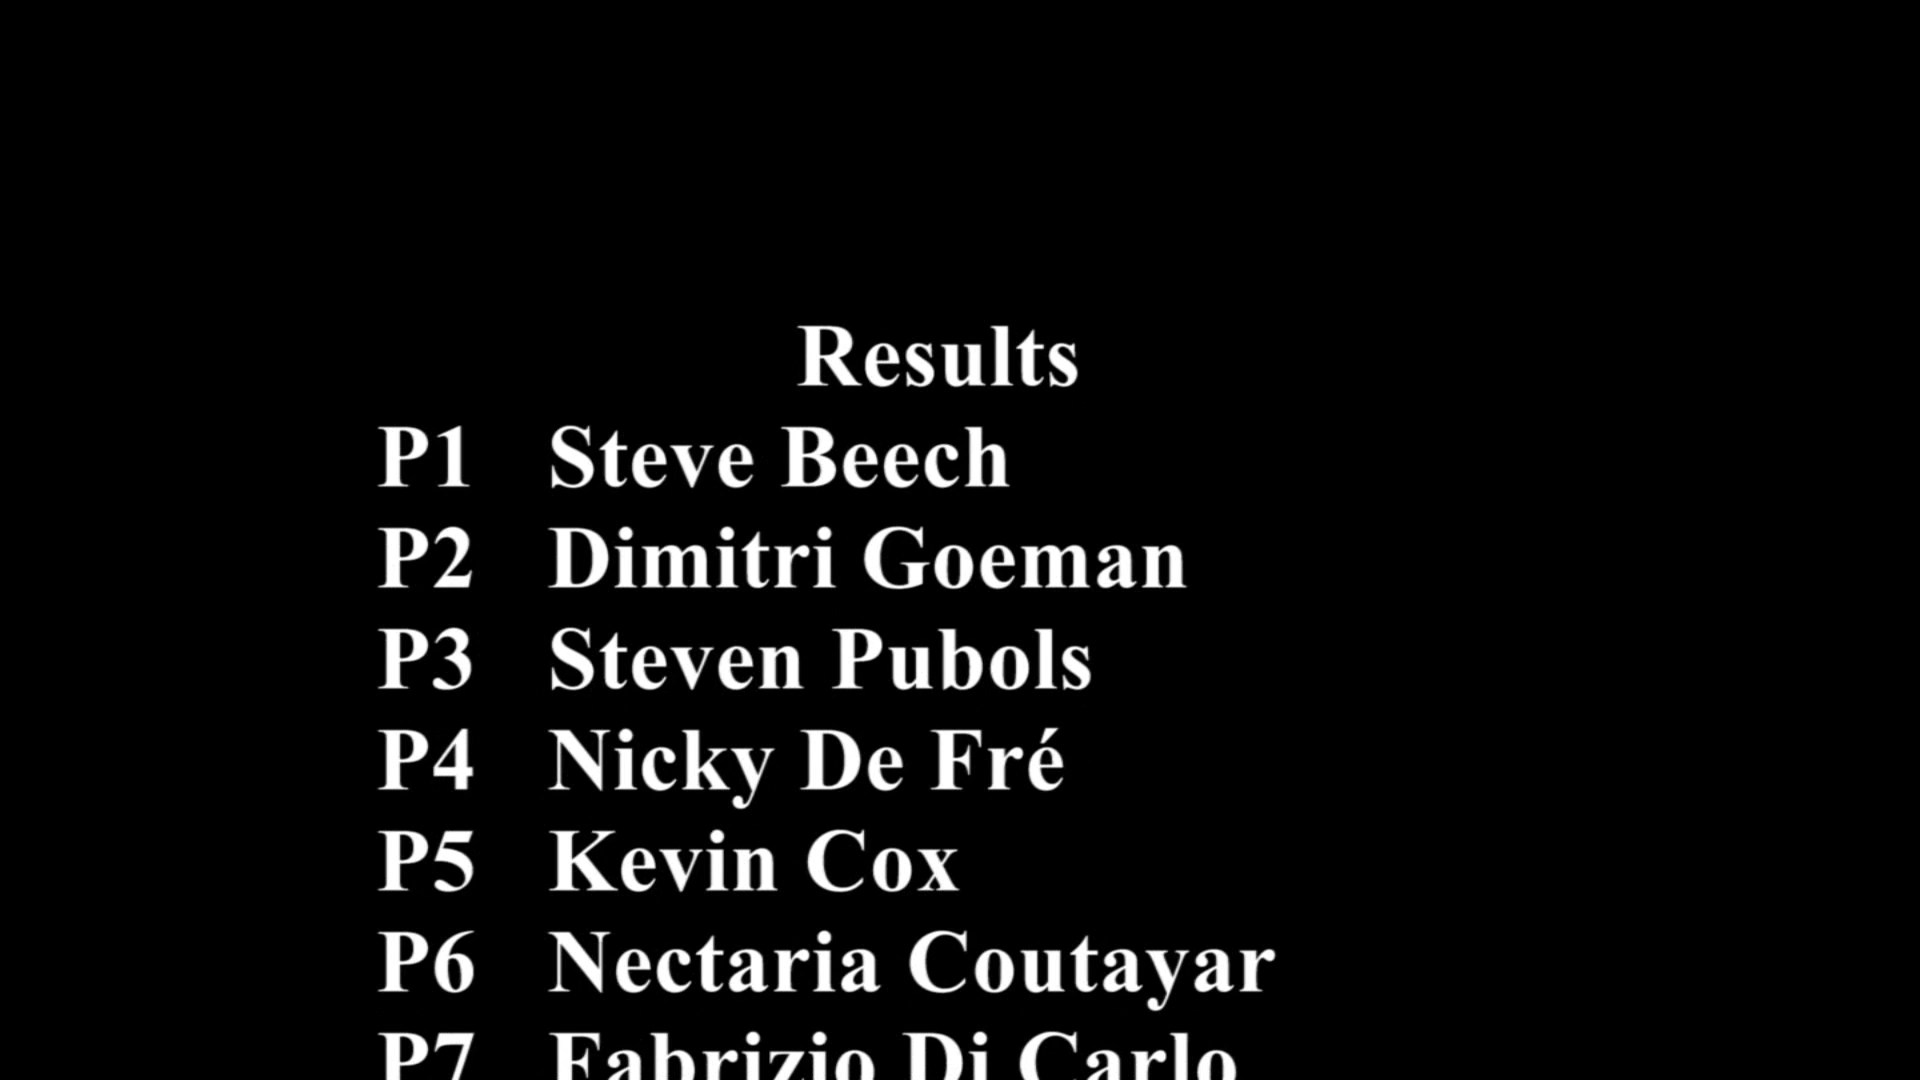 Results
P1 Steve Beech
P2 Dimitri Goeman
P3 Steven Pubols
P4 Nicky De Fré
P5 Kevin Cox
P6 Nectaria Coutayar
P7 Fabrizio Di Carlo